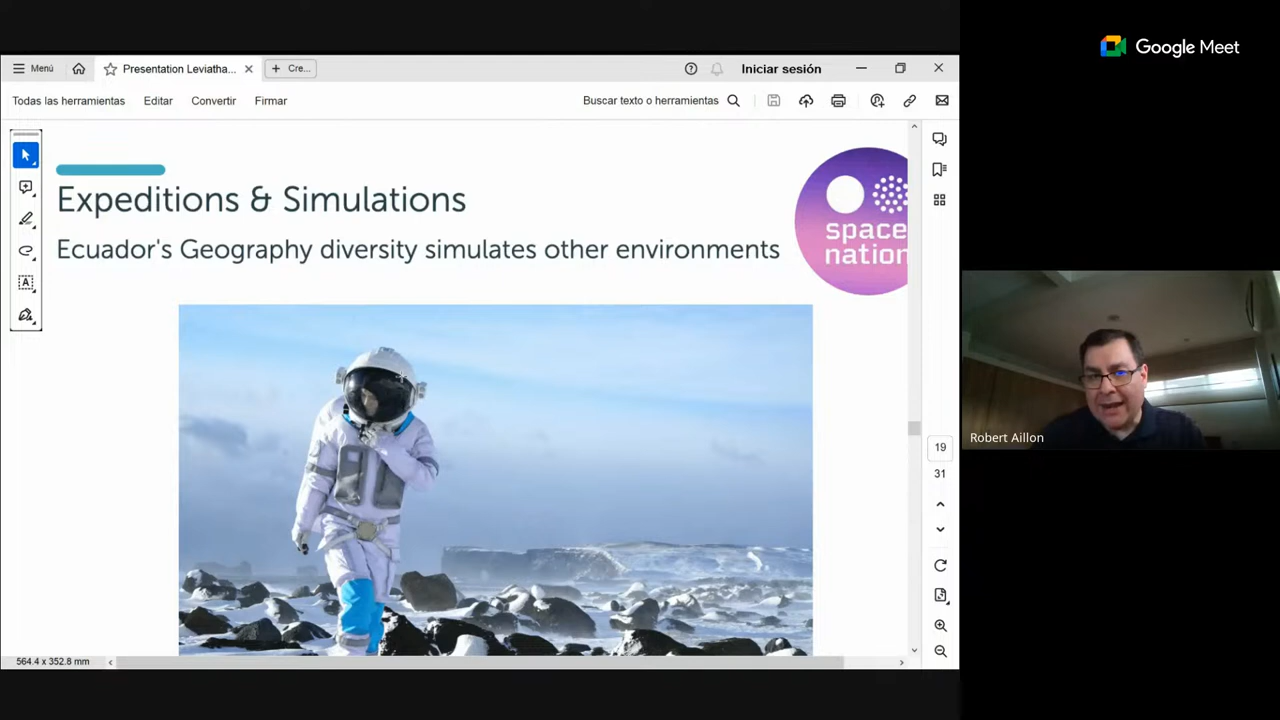 Google Meet
Menú
Presentation Leviatha...
Cre...
Iniciar sesión
Todas las herramientas
Editar
Convertir
Firmar
Buscar texto o herramientas
Expeditions & Simulations
Ecuador's Geography diversity simulates other environments
space
nation
19
31
Robert Aillon
564.4 x 352.8 mm